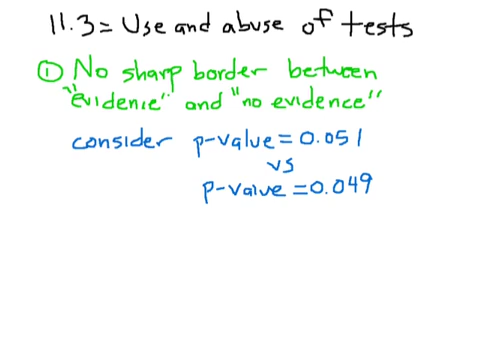 11.3 = Use and abuse of tests
① No sharp border between
"evidence" and "no evidence"
consider p-value = 0.051
vs
p-value = 0.049